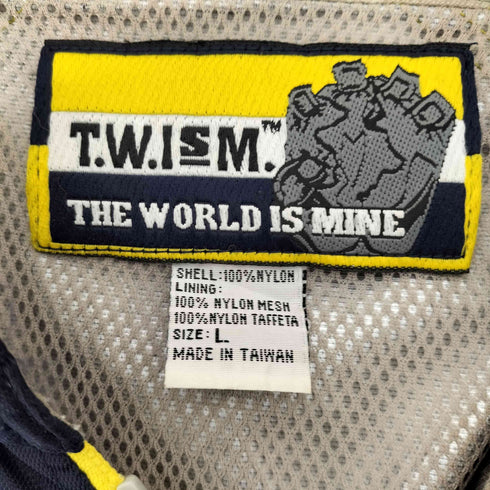 T.W.IsM.™
THE WORLD IS MINE
SHELL:100%NYLON
LINING:
100% NYLON MESH
100%NYLON TAFFETA
SIZE: L
MADE IN TAIWAN